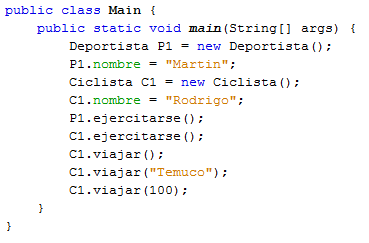 public class Main {
    public static void main(String[] args) {
        Deportista P1 = new Deportista();
        P1.nombre = "Martin";
        Ciclista C1 = new Ciclista();
        C1.nombre = "Rodrigo";
        P1.ejercitarse();
        C1.ejercitarse();
        C1.viajar();
        C1.viajar("Temuco");
        C1.viajar(100);
    }
}